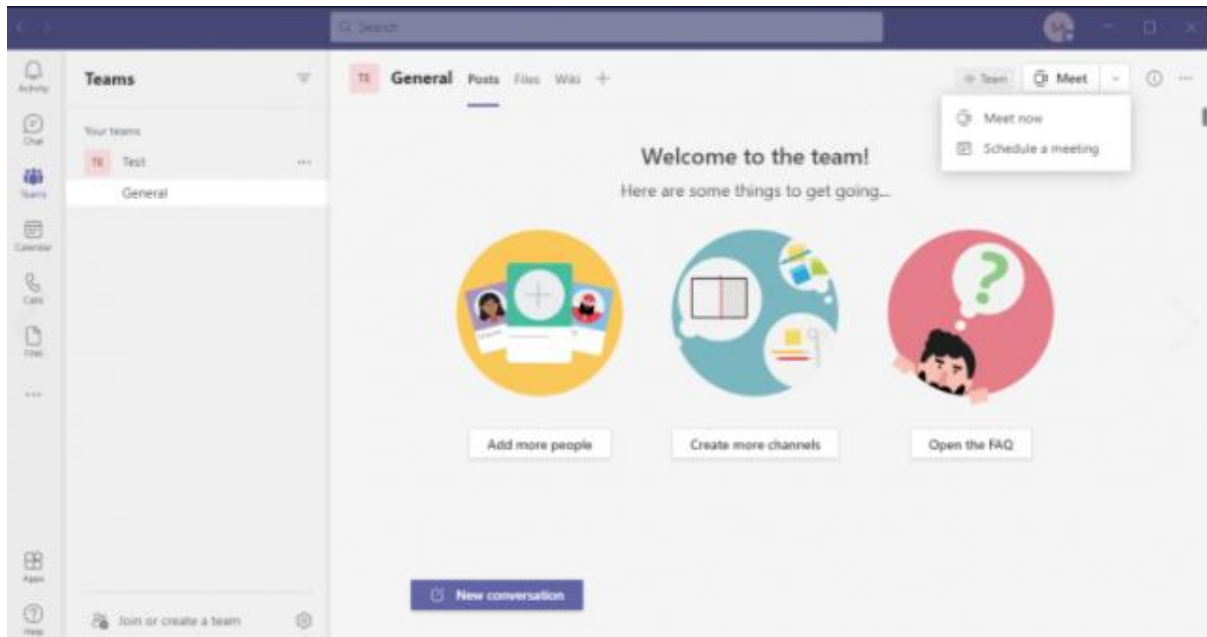 Search
Activity
Chat
Teams
Calendar
Calls
Files
Apps
Help
Teams
Your teams
TE Test
General
Join or create a team
TE General Posts Files Wiki +
Team
Meet
Meet now
Schedule a meeting
Welcome to the team!
Here are some things to get going...
Add more people
Create more channels
Open the FAQ
New conversation